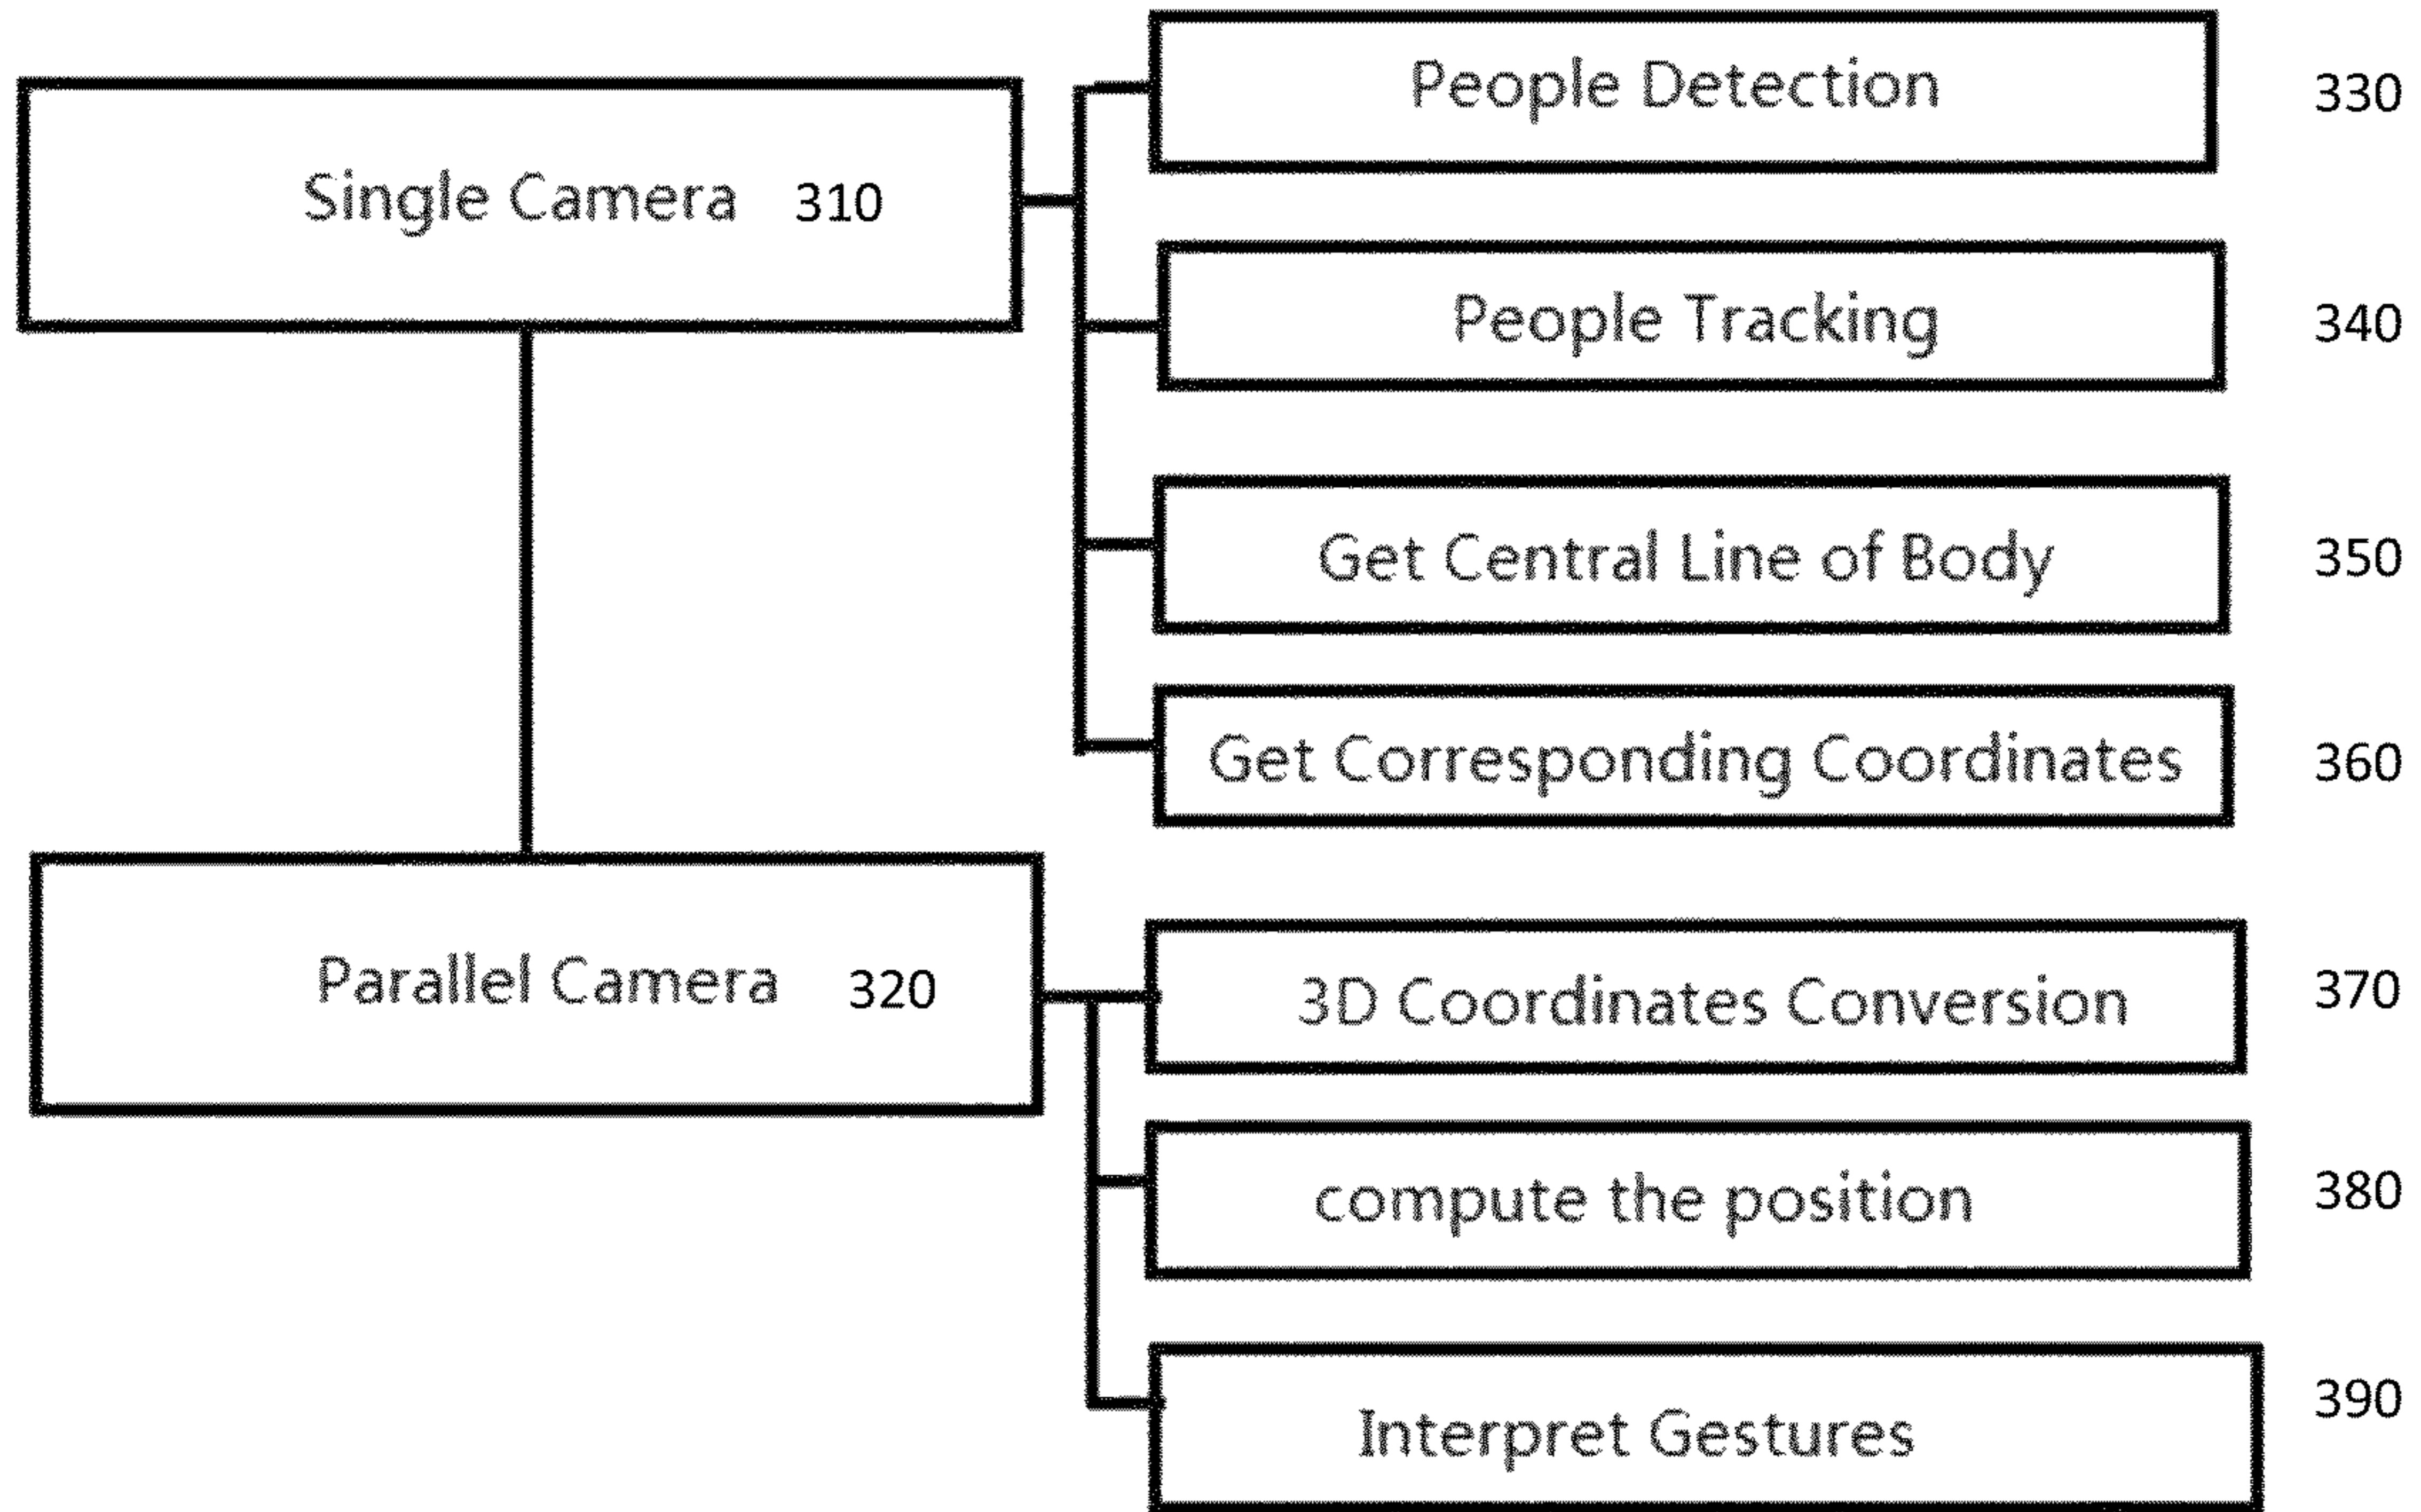 People Detection 330
Single Camera 310
People Tracking 340
Get Central Line of Body 350
Get Corresponding Coordinates 360
Parallel Camera 320
3D Coordinates Conversion 370
compute the position 380
Interpret Gestures 390